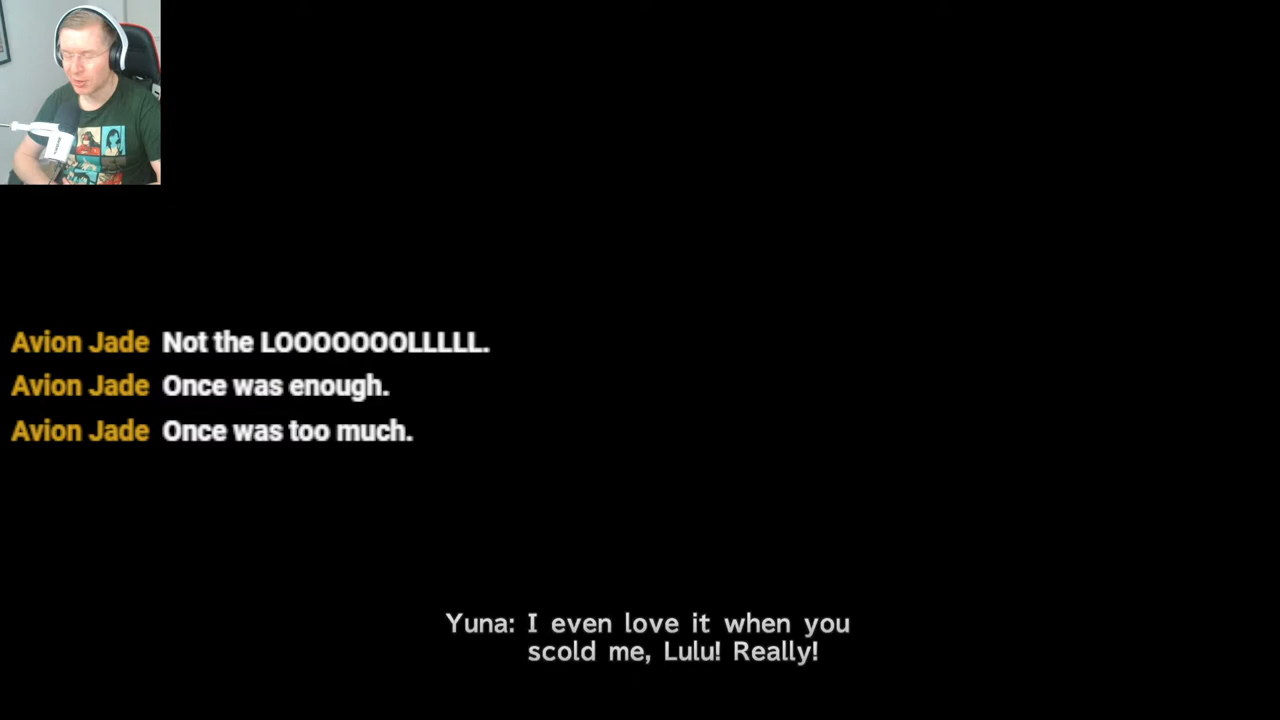 Avion Jade Not the LOOOOOOOLLLLL.
Avion Jade Once was enough.
Avion Jade Once was too much.
Yuna: I even love it when you
scold me, Lulu! Really!